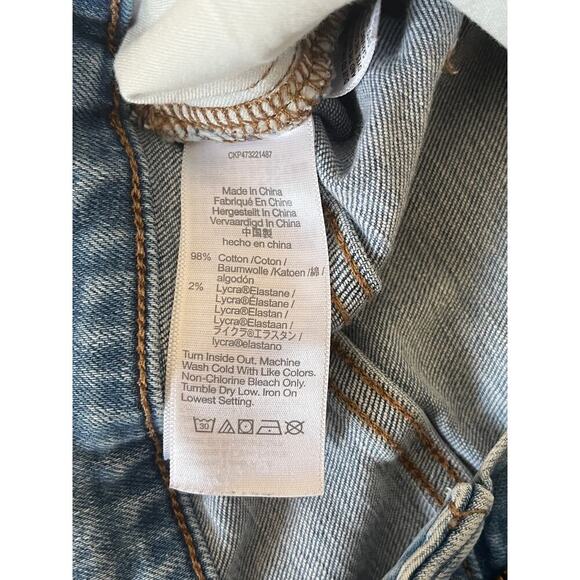 CKP473221487
Made In China
Fabriqué En Chine
Hergestellt In China
Vervaardigd In China
中国製
hecho en china
98% Cotton /Coton /
Baumwolle /Katoen /綿 /
algodón
2% Lycra®Elastane /
Lycra®Elastane /
Lycra®Elastan /
Lycra®Elastaan /
ライクラ®エラスタン /
lycra®elastano
Turn Inside Out. Machine
Wash Cold With Like Colors.
Non-Chlorine Bleach Only.
Tumble Dry Low. Iron On
Lowest Setting.
30